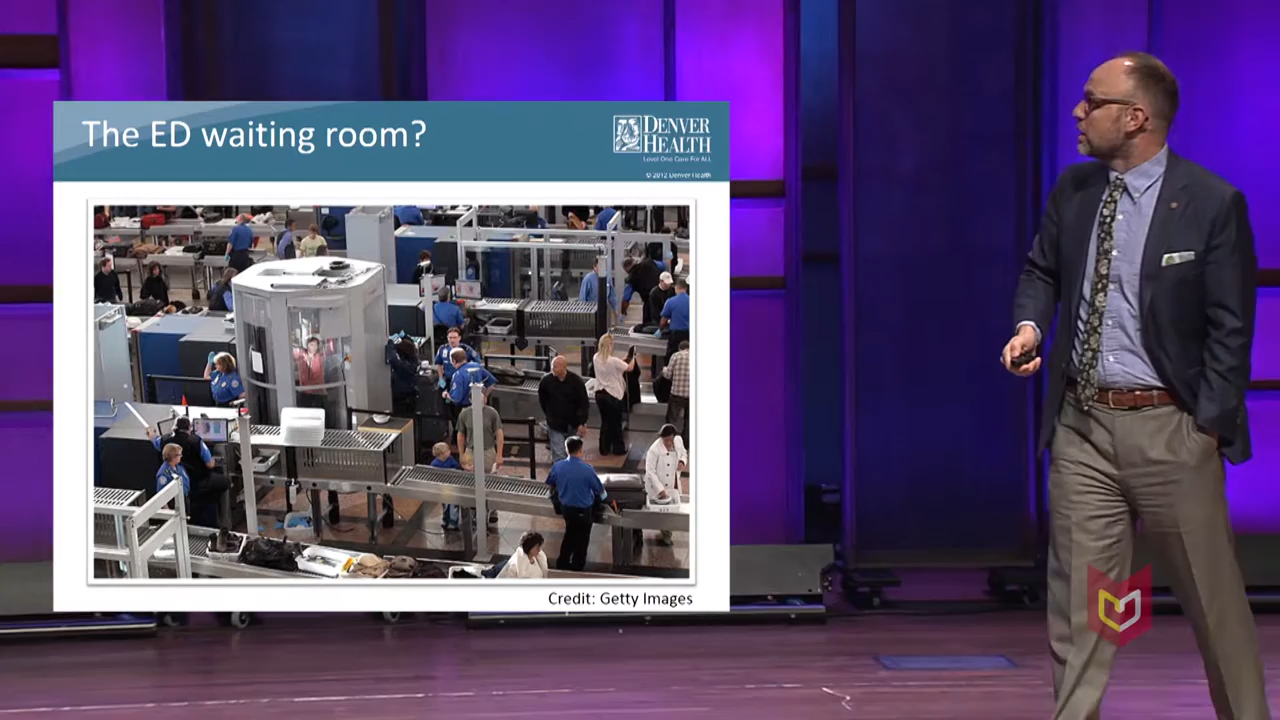 The ED waiting room?
DENVER
HEALTH
Level One Care For ALL
© 2012 Denver Health
Credit: Getty Images